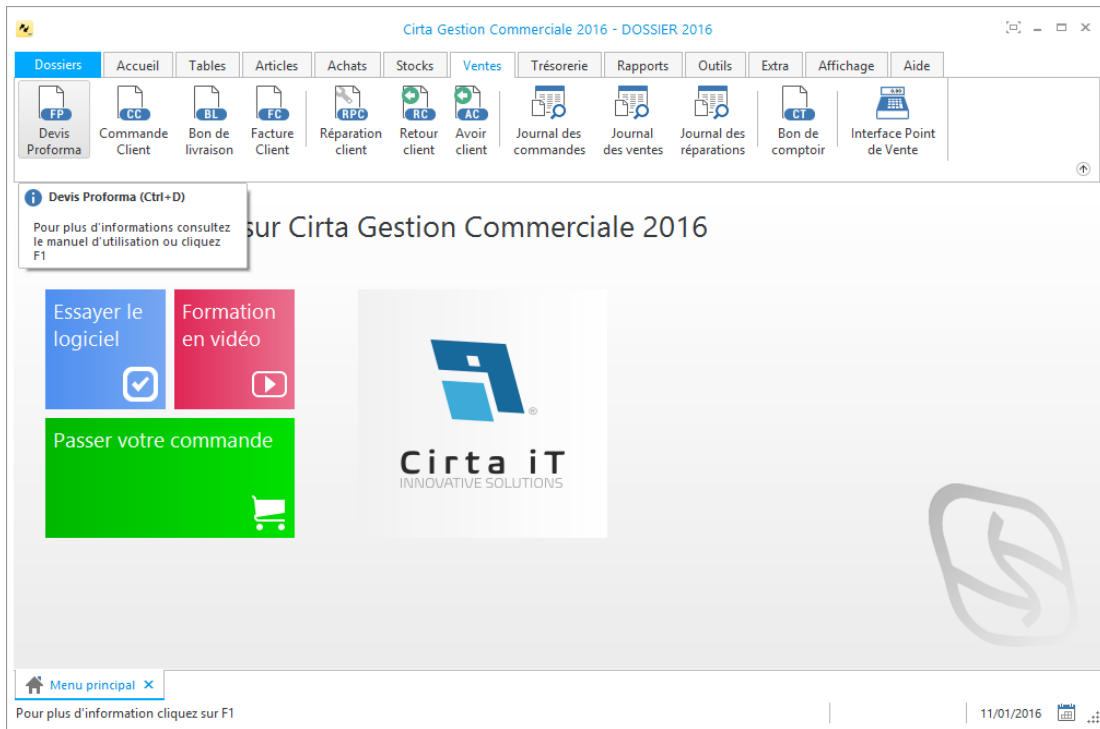 Cirta Gestion Commerciale 2016 - DOSSIER 2016
Dossiers Accueil Tables Articles Achats Stocks Ventes Trésorerie Rapports Outils Extra Affichage Aide
FP CC BL FC RPC RC AC CT 0.00
Devis Commande Bon de Facture Réparation Retour Avoir Journal des Journal Journal des Bon de Interface Point
Proforma Client livraison Client client client client commandes des ventes réparations comptoir de Vente
Devis Proforma (Ctrl+D)
Pour plus d'informations consultez
le manuel d'utilisation ou cliquez
F1
sur Cirta Gestion Commerciale 2016
Essayer le
logiciel
Formation
en vidéo
Passer votre commande
®
Cirta iT
INNOVATIVE SOLUTIONS
Menu principal
Pour plus d'information cliquez sur F1
11/01/2016